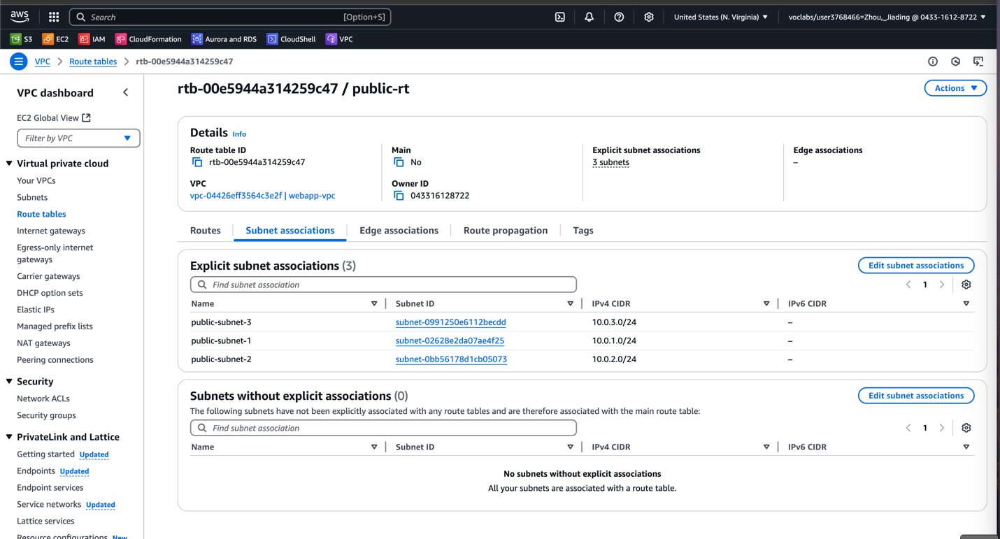 aws Search [Option+S] United States (N. Virginia) voclabs/user3768466=Zhou,_Jiading @ 0433-1612-8722
S3 EC2 IAM CloudFormation Aurora and RDS CloudShell VPC
VPC Route tables rtb-00e5944a314259c47
VPC dashboard
EC2 Global View
Filter by VPC
Virtual private cloud
Your VPCs
Subnets
Route tables
Internet gateways
Egress-only internet
gateways
Carrier gateways
DHCP option sets
Elastic IPs
Managed prefix lists
NAT gateways
Peering connections
Security
Network ACLs
Security groups
PrivateLink and Lattice
Getting started Updated
Endpoints Updated
Endpoint services
Service networks Updated
Lattice services
Resource configurations New
rtb-00e5944a314259c47 / public-rt
Actions
Details Info
Route table ID
rtb-00e5944a314259c47
Main
No
Explicit subnet associations
3 subnets
Edge associations
–
VPC
vpc-04426eff3564c3e2f | webapp-vpc
Owner ID
043316128722
Routes Subnet associations Edge associations Route propagation Tags
Explicit subnet associations (3)
Edit subnet associations
Find subnet association
1
Name Subnet ID IPv4 CIDR IPv6 CIDR
public-subnet-3 subnet-0991250e6112becdd 10.0.3.0/24 –
public-subnet-1 subnet-02628e2da07ae4f25 10.0.1.0/24 –
public-subnet-2 subnet-0bb56178d1cb05073 10.0.2.0/24 –
Subnets without explicit associations (0)
Edit subnet associations
The following subnets have not been explicitly associated with any route tables and are therefore associated with the main route table:
Find subnet association
1
Name Subnet ID IPv4 CIDR IPv6 CIDR
No subnets without explicit associations
All your subnets are associated with a route table.